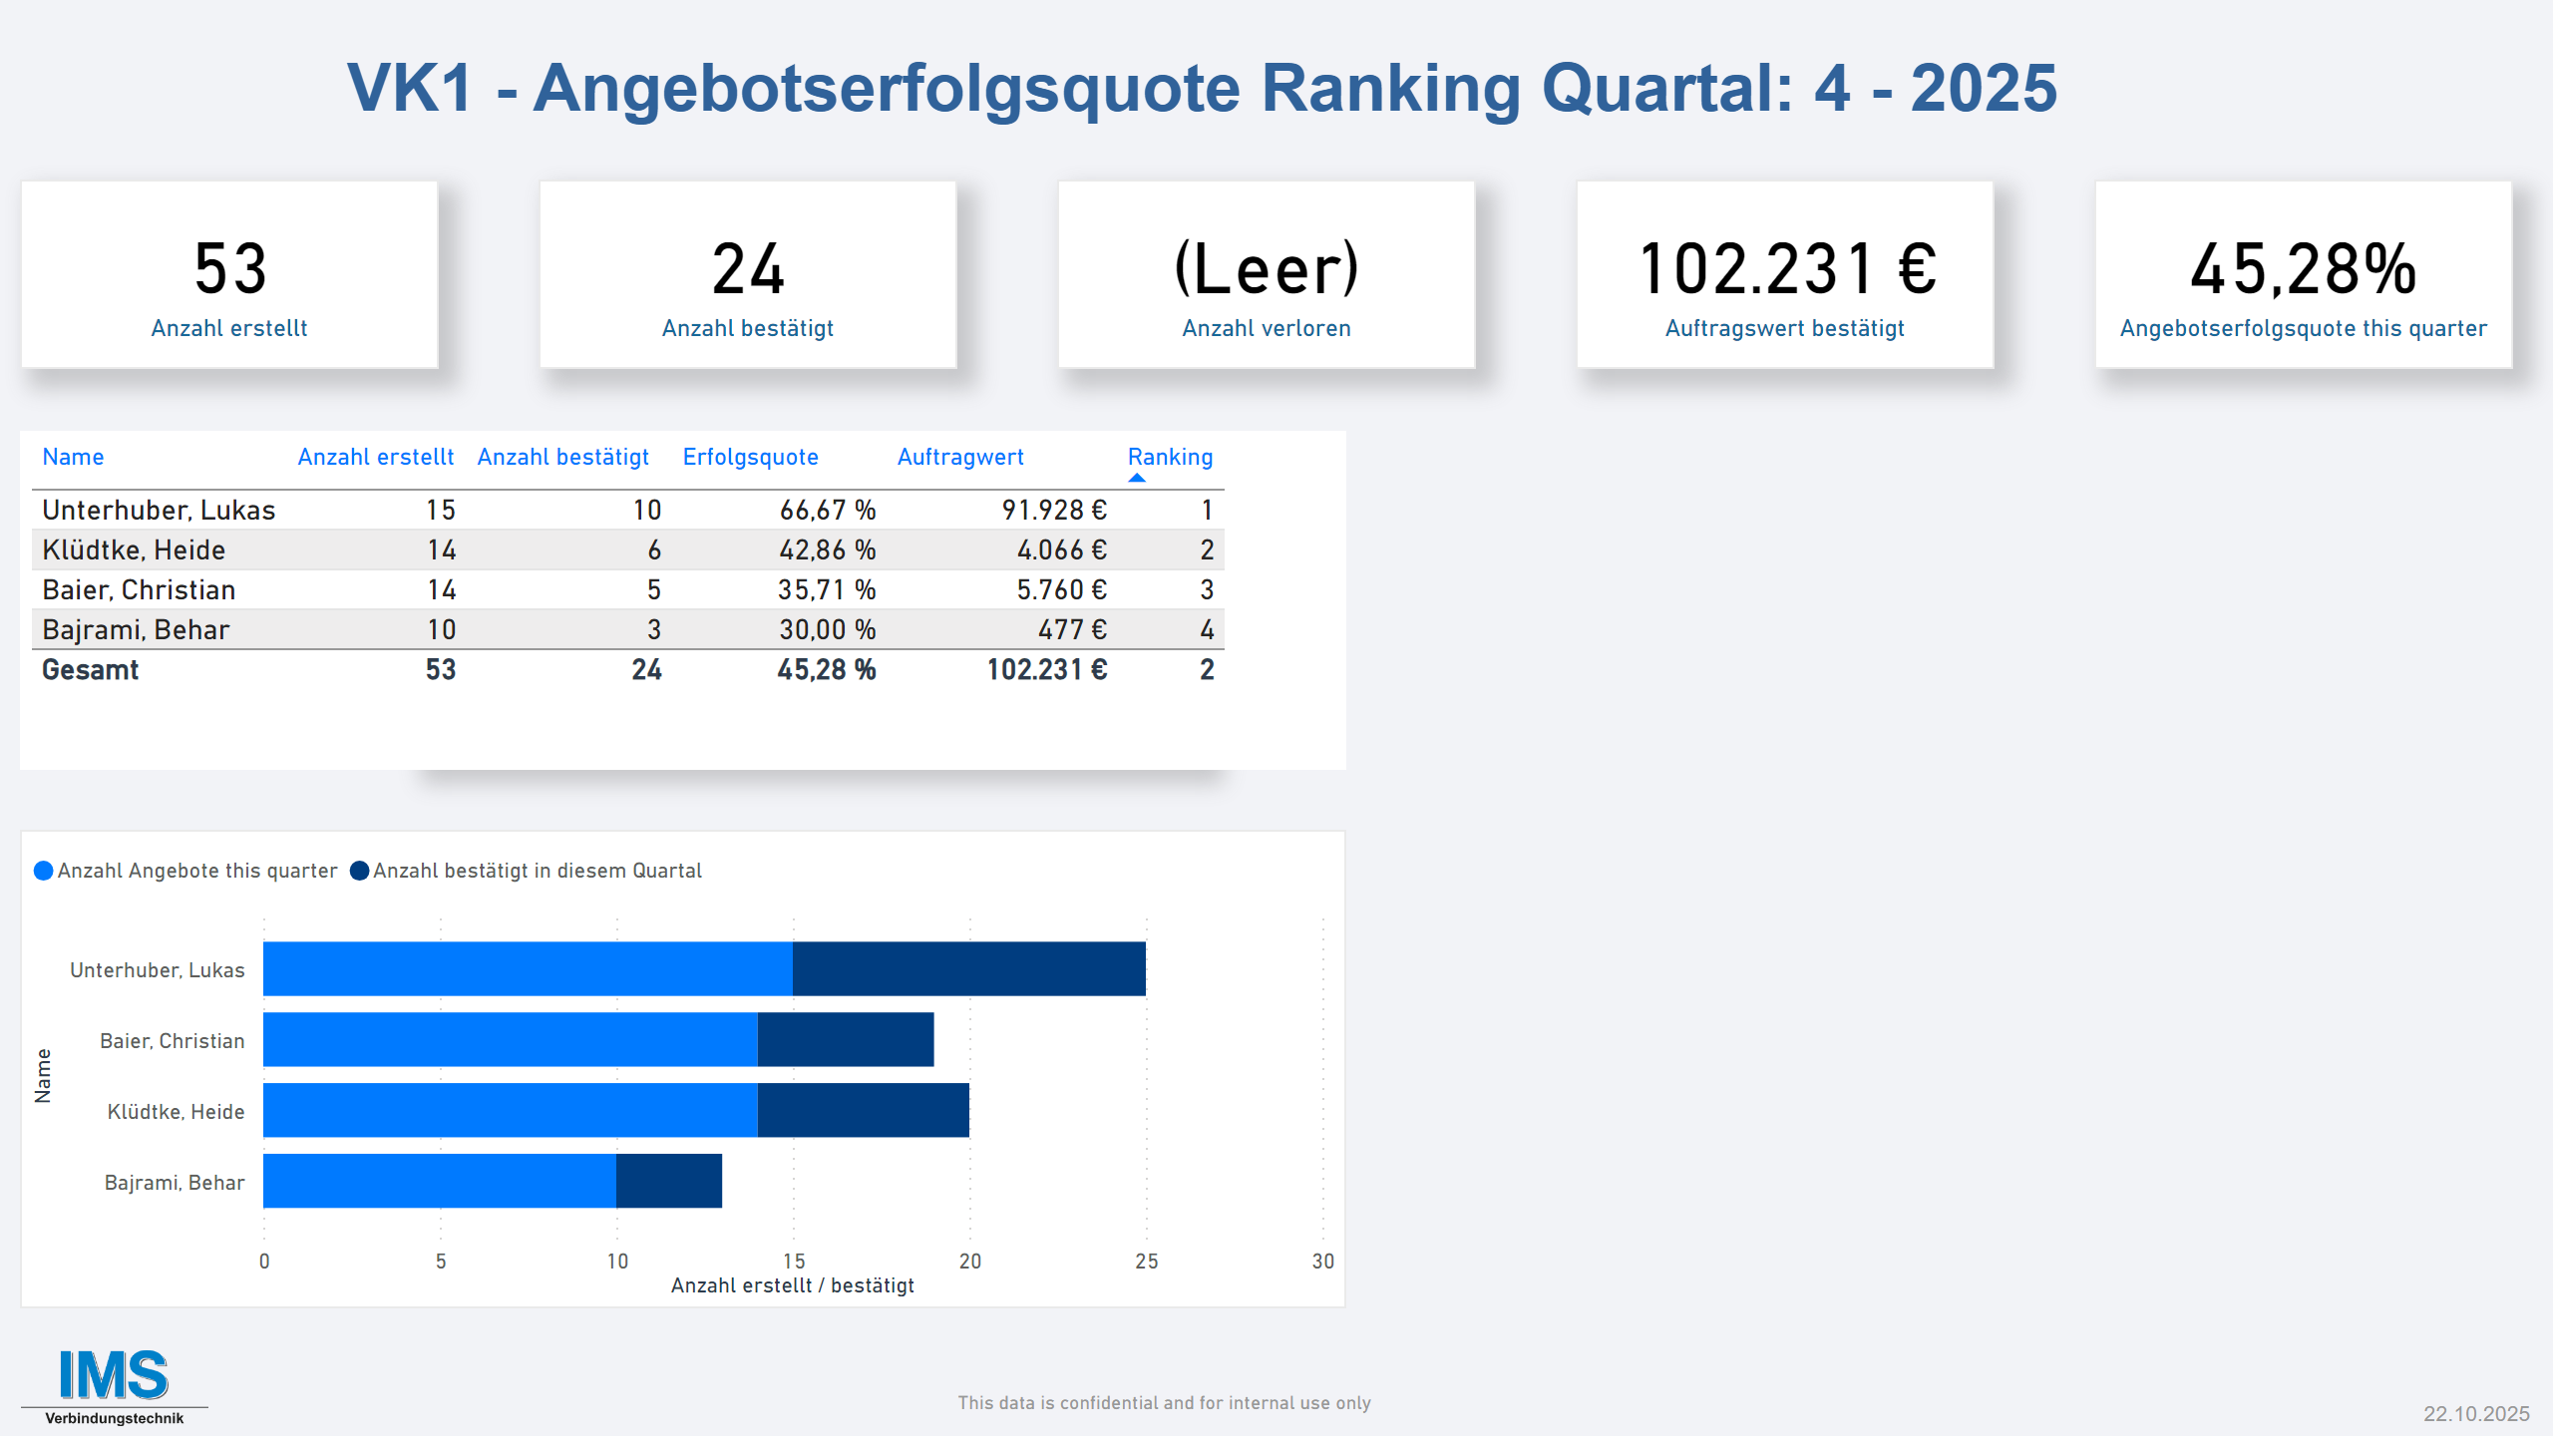 VK1 - Angebotserfolgsquote Ranking Quartal: 4 - 2025
53
Anzahl erstellt
24
Anzahl bestätigt
(Leer)
Anzahl verloren
102.231 €
Auftragswert bestätigt
45,28%
Angebotserfolgsquote this quarter
Name Anzahl erstellt Anzahl bestätigt Erfolgsquote Auftragwert Ranking
Unterhuber, Lukas 15 10 66,67 % 91.928 € 1
Klüdtke, Heide 14 6 42,86 % 4.066 € 2
Baier, Christian 14 5 35,71 % 5.760 € 3
Bajrami, Behar 10 3 30,00 % 477 € 4
Gesamt 53 24 45,28 % 102.231 € 2
Anzahl Angebote this quarter Anzahl bestätigt in diesem Quartal
Name
Unterhuber, Lukas
Baier, Christian
Klüdtke, Heide
Bajrami, Behar
0 5 10 15 20 25 30
Anzahl erstellt / bestätigt
IMS
Verbindungstechnik
This data is confidential and for internal use only
22.10.2025